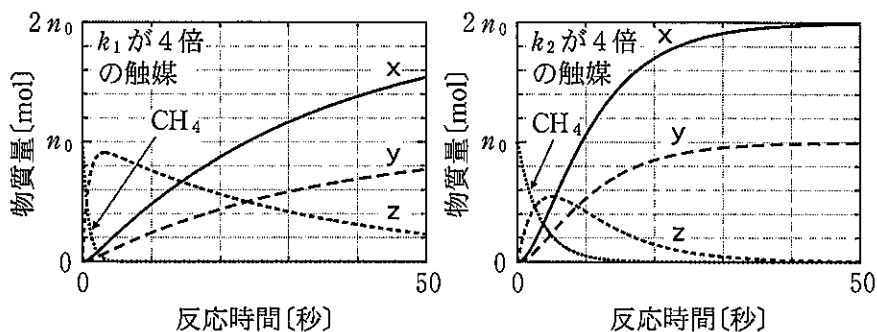 2n₀
k₁が4倍
の触媒
x
CH₄
n₀
y
z
0
0
50
物質量〔mol〕
反応時間〔秒〕
2n₀
k₂が4倍
の触媒
x
CH₄
n₀
y
z
0
0
50
物質量〔mol〕
反応時間〔秒〕